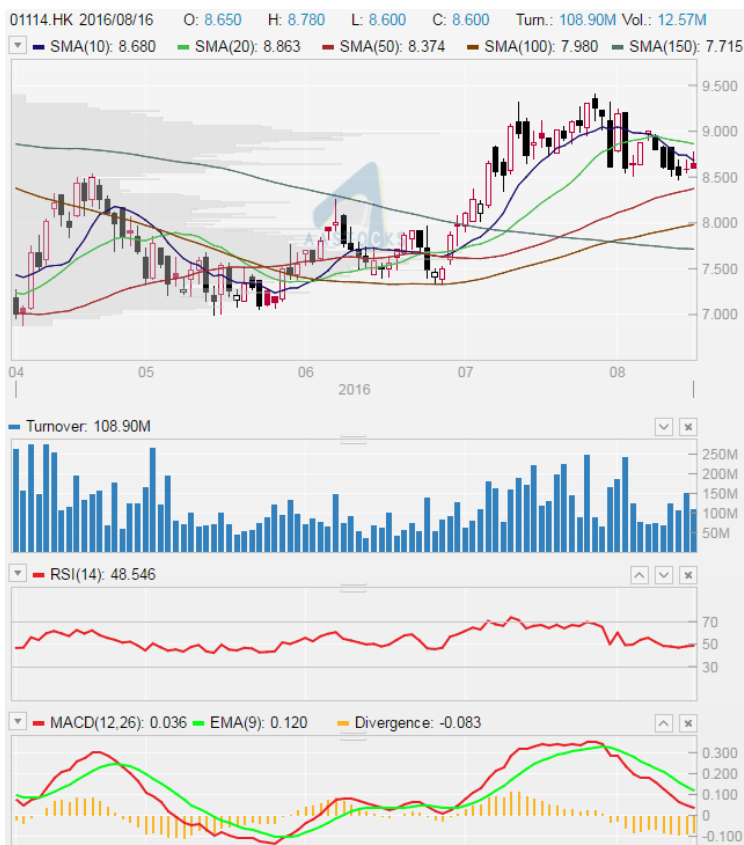 01114.HK 2016/08/16 O: 8.650 H: 8.780 L: 8.600 C: 8.600 Turn.: 108.90M Vol.: 12.57M
SMA(10): 8.680 SMA(20): 8.863 SMA(50): 8.374 SMA(100): 7.980 SMA(150): 7.715
9.500
9.000
8.500
8.000
7.500
7.000
04 05 06 07 08
2016
Turnover: 108.90M
250M
200M
150M
100M
50M
RSI(14): 48.546
70
50
30
MACD(12,26): 0.036 EMA(9): 0.120 Divergence: -0.083
0.300
0.200
0.100
0
-0.100